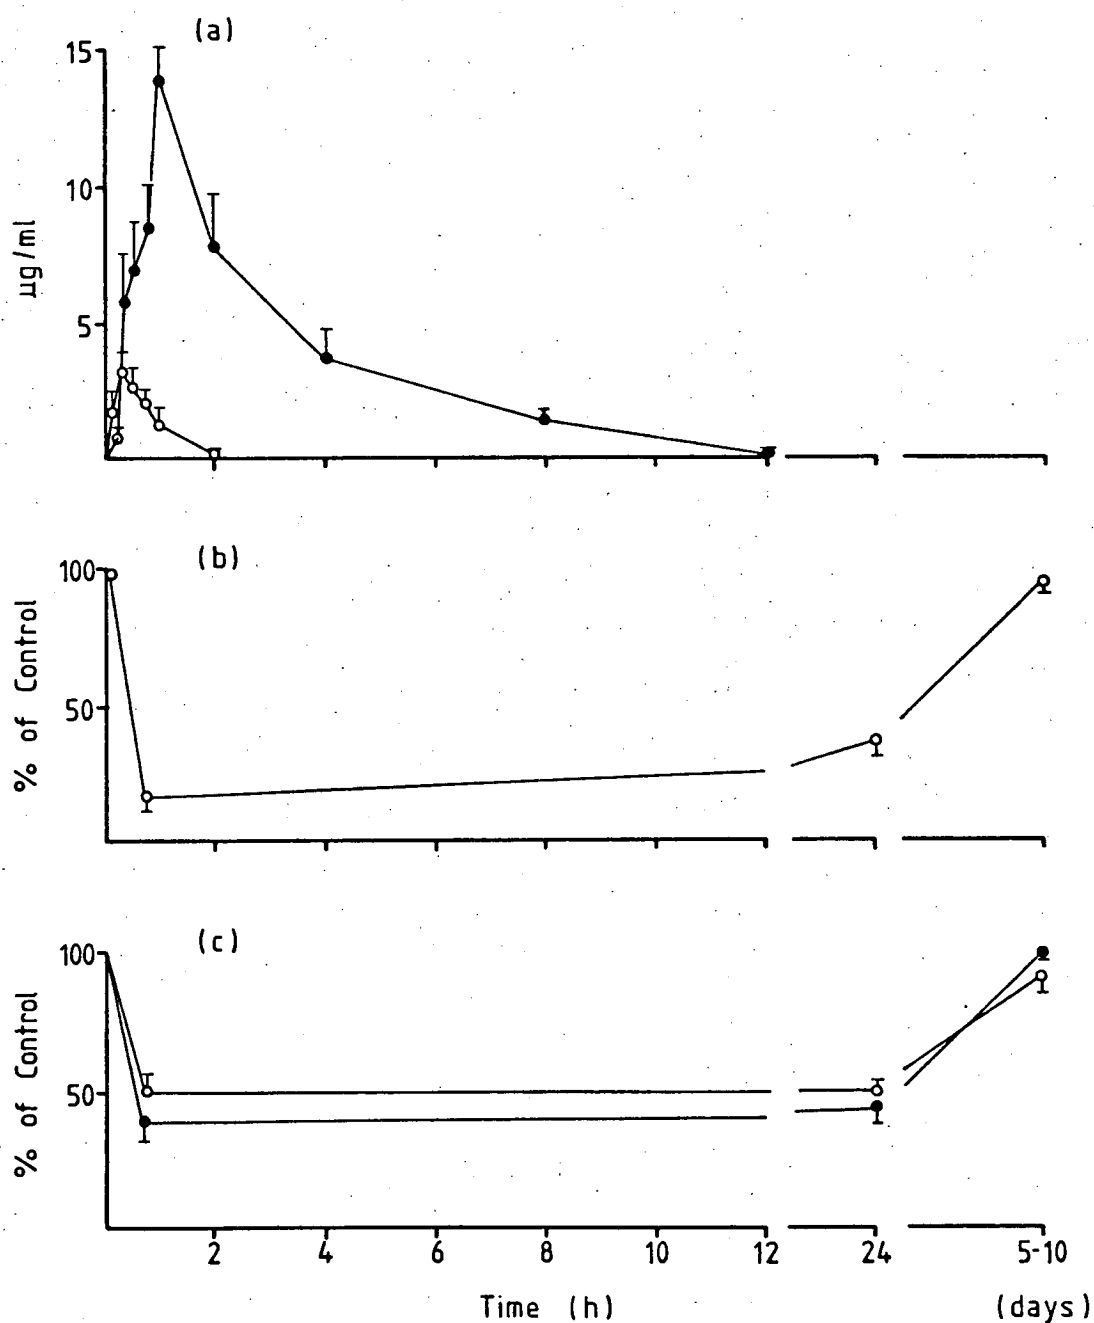 (a)
15
10
5
µg/ml
(b)
100
50
% of Control
(c)
100
50
% of Control
2 4 6 8 10 12 24 5-10
Time (h) (days)